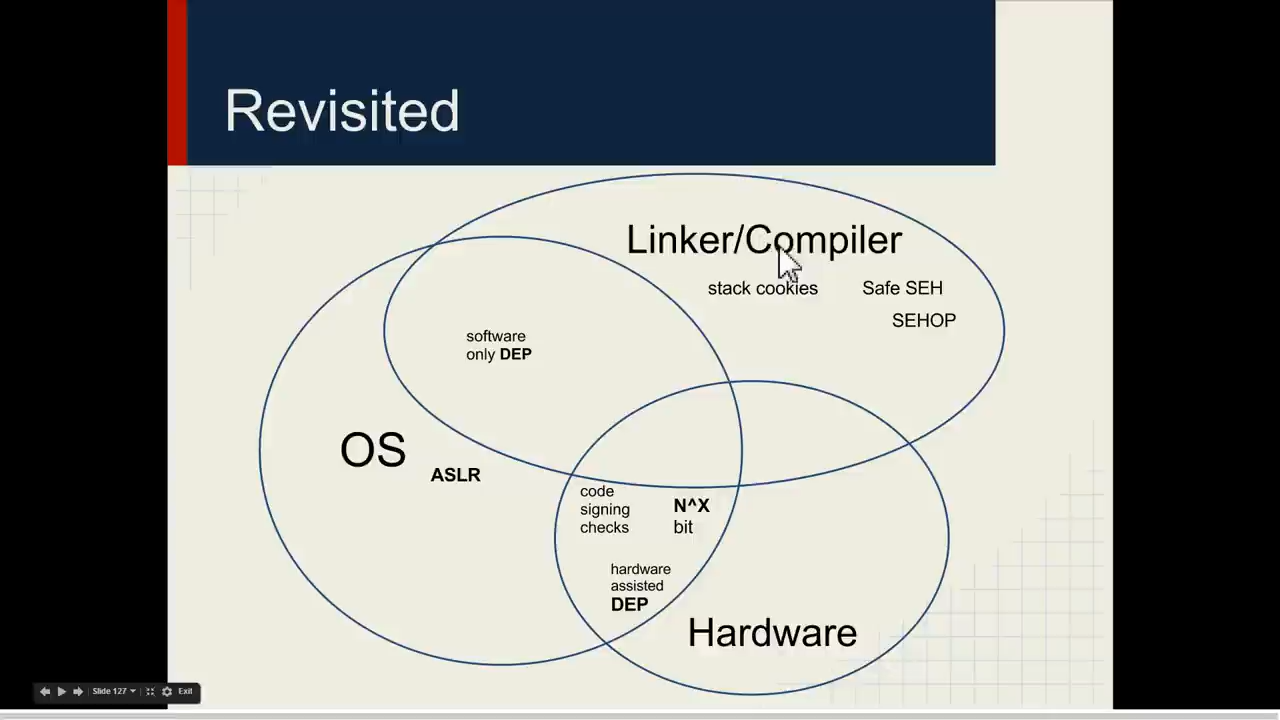 Revisited
Linker/Compiler
stack cookies
Safe SEH
SEHOP
software
only DEP
OS
ASLR
code
signing
checks
N^X
bit
hardware
assisted
DEP
Hardware
Slide 127
Exit